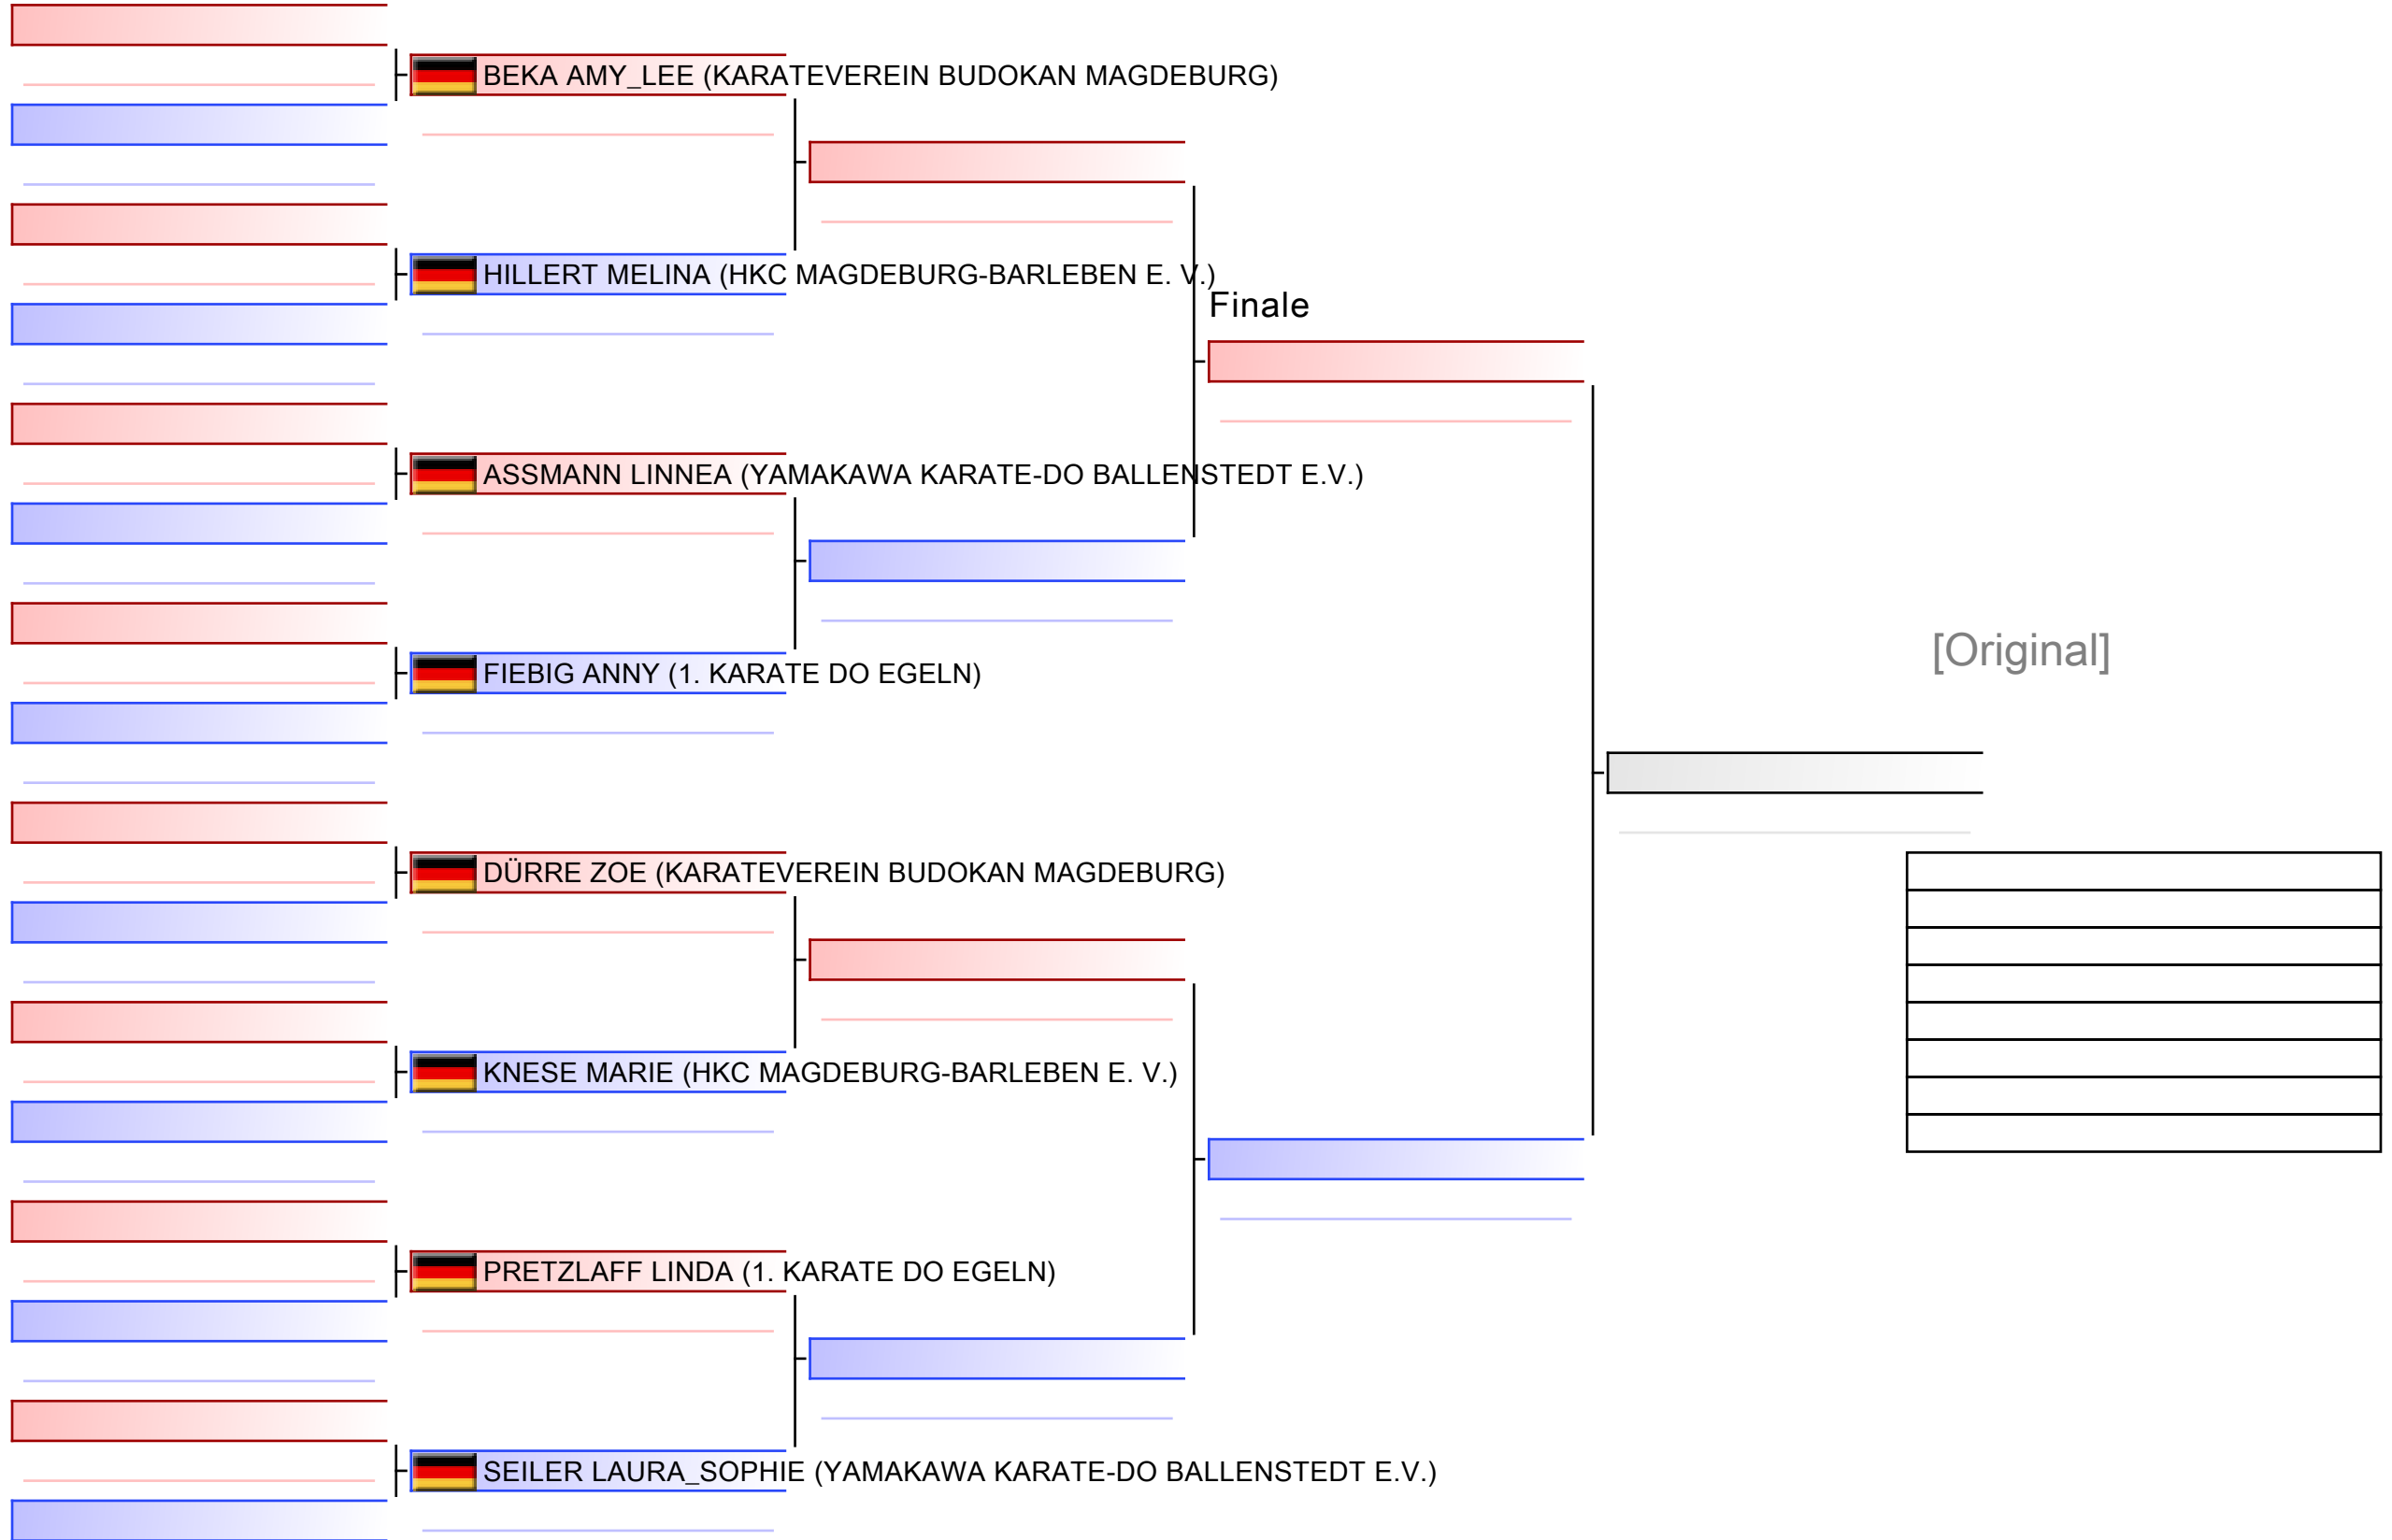 BEKA AMY_LEE (KARATEVEREIN BUDOKAN MAGDEBURG)
HILLERT MELINA (HKC MAGDEBURG-BARLEBEN E. V.)
Finale
ASSMANN LINNEA (YAMAKAWA KARATE-DO BALLENSTEDT E.V.)
[Original]
FIEBIG ANNY (1. KARATE DO EGELN)
DÜRRE ZOE (KARATEVEREIN BUDOKAN MAGDEBURG)
KNESE MARIE (HKC MAGDEBURG-BARLEBEN E. V.)
PRETZLAFF LINDA (1. KARATE DO EGELN)
SEILER LAURA_SOPHIE (YAMAKAWA KARATE-DO BALLENSTEDT E.V.)